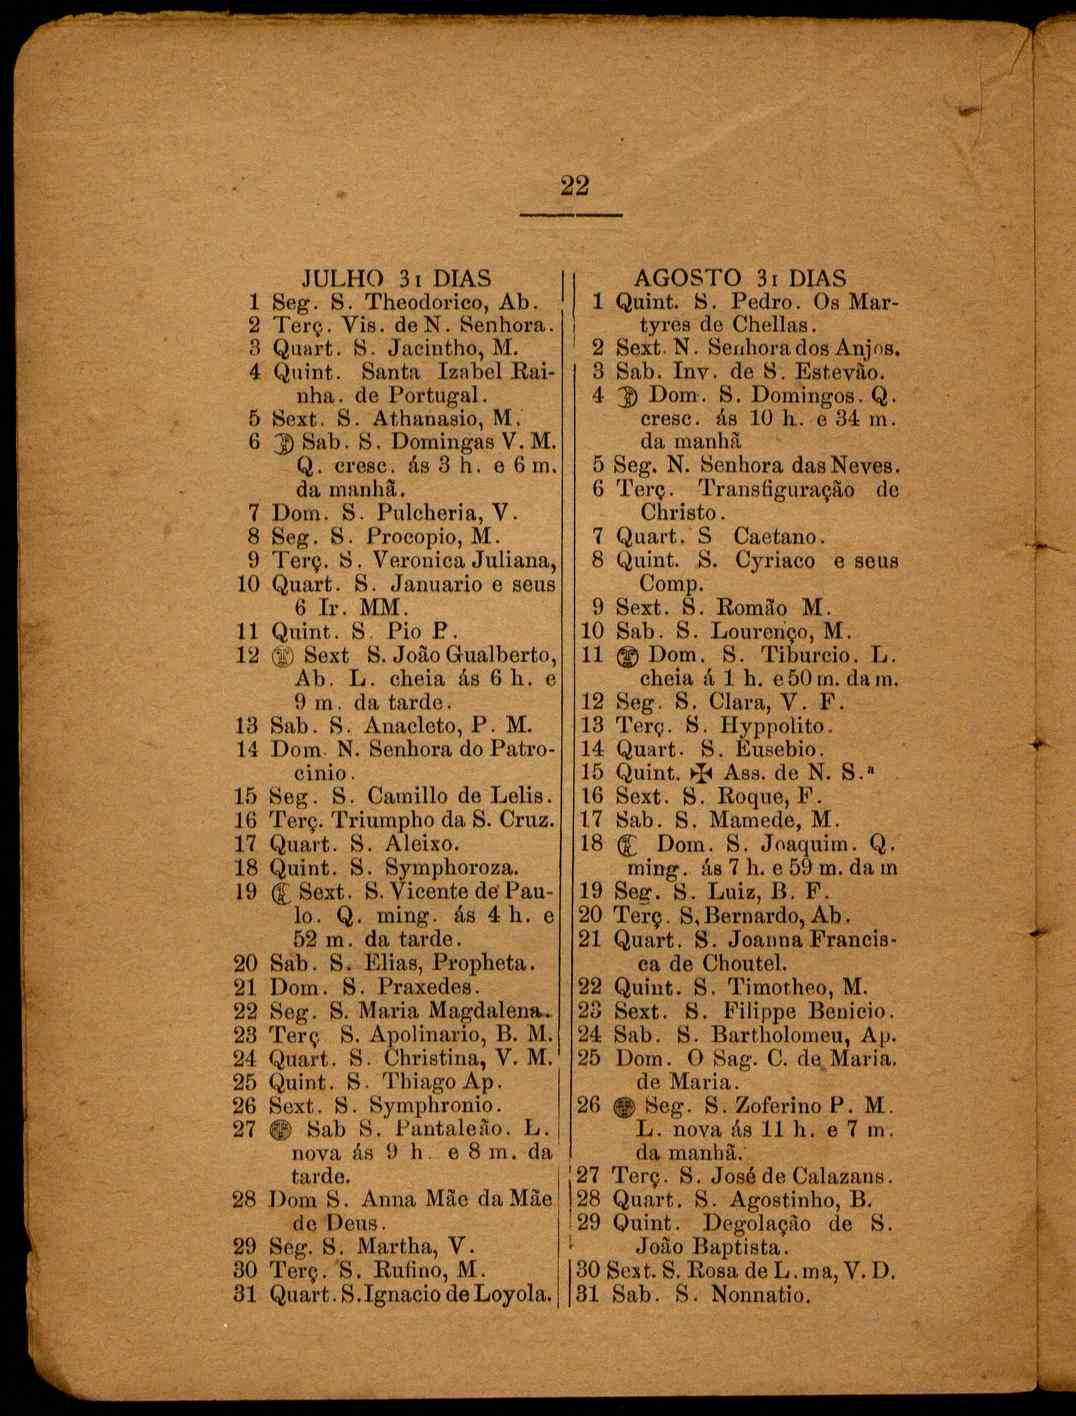 22
JULHO 31 DIAS
1 Seg. S. Theodorico, Ab.
2 Terç. Vis. de N. Senhora.
3 Quart. S. Jacintho, M.
4 Quint. Santa Izabel Rai-
nha. de Portugal.
5 Sext. S. Athanasio, M.
6 Sab. S. Domingas V. M.
Q. cresc. ás 3 h. e 6 m.
da manhã.
7 Dom. S. Pulcheria, V.
8 Seg. S. Procopio, M.
9 Terç. S. Veronica Juliana,
10 Quart. S. Januario e seus
6 Ir. MM.
11 Quint. S. Pio P.
12 Sext S. João Gualberto,
Ab. L. cheia ás 6 h. e
9 m. da tarde.
13 Sab. S. Anacleto, P. M.
14 Dom. N. Senhora do Patro-
cinio.
15 Seg. S. Camillo de Lelis.
16 Terç. Triumpho da S. Cruz.
17 Quart. S. Aleixo.
18 Quint. S. Symphoroza.
19 Sext. S. Vicente de Pau-
lo. Q. ming. ás 4 h. e
52 m. da tarde.
20 Sab. S. Elias, Propheta.
21 Dom. S. Praxedes.
22 Seg. S. Maria Magdalena.
23 Terç S. Apolinario, B. M.
24 Quart. S. Christina, V. M.
25 Quint. S. Thiago Ap.
26 Sext. S. Symphronio.
27 Sab S. Pantaleão. L.
nova ás 9 h. e 8 m. da
tarde.
28 Dom S. Anna Mãe da Mãe
de Deus.
29 Seg. S. Martha, V.
30 Terç. S. Rufino, M.
31 Quart. S. Ignacio de Loyola.
AGOSTO 31 DIAS
1 Quint. S. Pedro. Os Mar-
tyres de Chellas.
2 Sext. N. Senhora dos Anjos.
3 Sab. Inv. de S. Estevão.
4 Dom. S. Domingos. Q.
cresc. ás 10 h. e 34 m.
da manhã
5 Seg. N. Senhora das Neves.
6 Terç. Transfiguração de
Christo.
7 Quart. S Caetano.
8 Quint. S. Cyriaco e seus
Comp.
9 Sext. S. Romão M.
10 Sab. S. Lourenço, M.
11 Dom. S. Tiburcio. L.
cheia á 1 h. e 50 m. da m.
12 Seg. S. Clara, V. F.
13 Terç. S. Hyppolito.
14 Quart. S. Eusebio.
15 Quint. ✠ Ass. de N. S.ª
16 Sext. S. Roque, F.
17 Sab. S. Mamede, M.
18 Dom. S. Joaquim. Q.
ming. ás 7 h. e 59 m. da m
19 Seg. S. Luiz, B. F.
20 Terç. S. Bernardo, Ab.
21 Quart. S. Joanna Francis-
ca de Choutel.
22 Quint. S. Timotheo, M.
23 Sext. S. Filippe Benicio.
24 Sab. S. Bartholomeu, Ap.
25 Dom. O Sag. C. de Maria.
de Maria.
26 Seg. S. Zoferino P. M.
L. nova ás 11 h. e 7 m.
da manhã.
27 Terç. S. José de Calazans.
28 Quart. S. Agostinho, B.
29 Quint. Degolação de S.
João Baptista.
30 Sext. S. Rosa de L.ma, V. D.
31 Sab. S. Nonnatio.